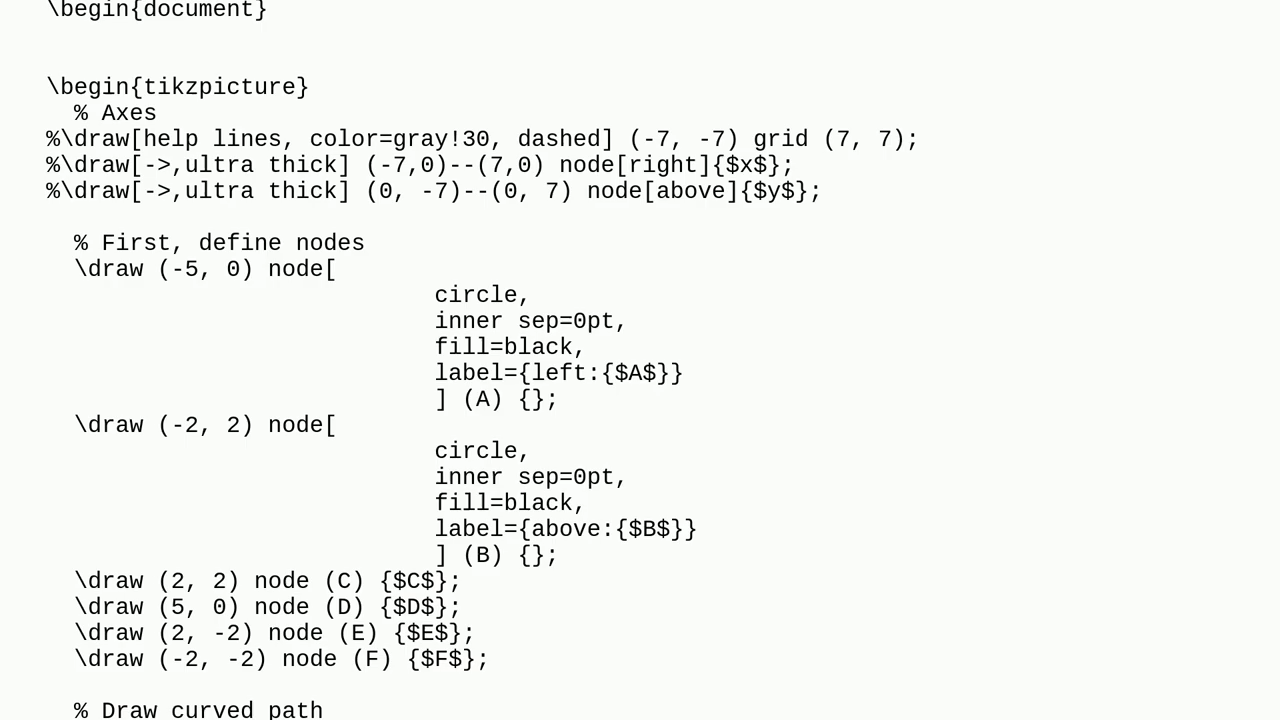 \begin{document}
\begin{tikzpicture}
% Axes
%\draw[help lines, color=gray!30, dashed] (-7, -7) grid (7, 7);
%\draw[->,ultra thick] (-7,0)--(7,0) node[right]{$x$};
%\draw[->,ultra thick] (0, -7)--(0, 7) node[above]{$y$};
% First, define nodes
\draw (-5, 0) node[
circle,
inner sep=0pt,
fill=black,
label={left:{$A$}}
] (A) {};
\draw (-2, 2) node[
circle,
inner sep=0pt,
fill=black,
label={above:{$B$}}
] (B) {};
\draw (2, 2) node (C) {$C$};
\draw (5, 0) node (D) {$D$};
\draw (2, -2) node (E) {$E$};
\draw (-2, -2) node (F) {$F$};
% Draw curved path